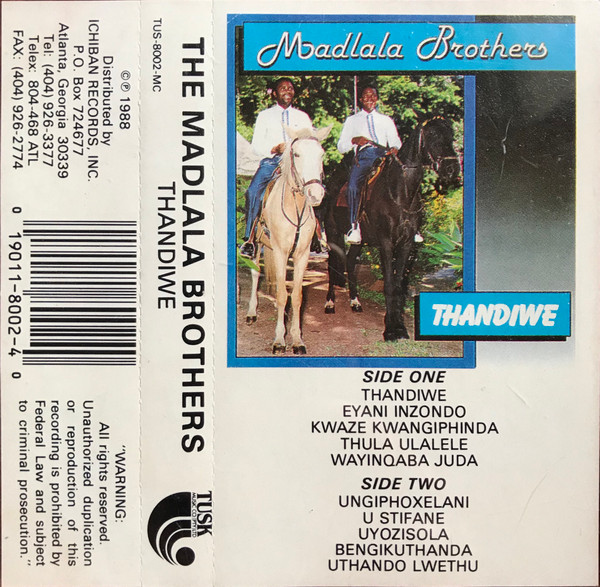 ©℗ 1988
Distributed by
ICHIBAN RECORDS, INC.
P.O. Box 724677
Atlanta, Georgia 30339
Tel: (404) 926-3377
Telex: 804-468 ATL
FAX: (404) 926-2774
0 19011-8002-4 0
"WARNING:
All rights reserved.
Unauthorized duplication
or reproduction of this
recording is prohibited by
Federal Law and subject
to criminal prosecution."
TUS-8002-MC
THE MADLALA BROTHERS
THANDIWE
TUSK
MUSIC CO (PTY) LTD
Madlala Brothers
THANDIWE
SIDE ONE
THANDIWE
EYANI INZONDO
KWAZE KWANGIPHINDA
THULA ULALELE
WAYINQABA JUDA
SIDE TWO
UNGIPHOXELANI
U STIFANE
UYOZISOLA
BENGIKUTHANDA
UTHANDO LWETHU